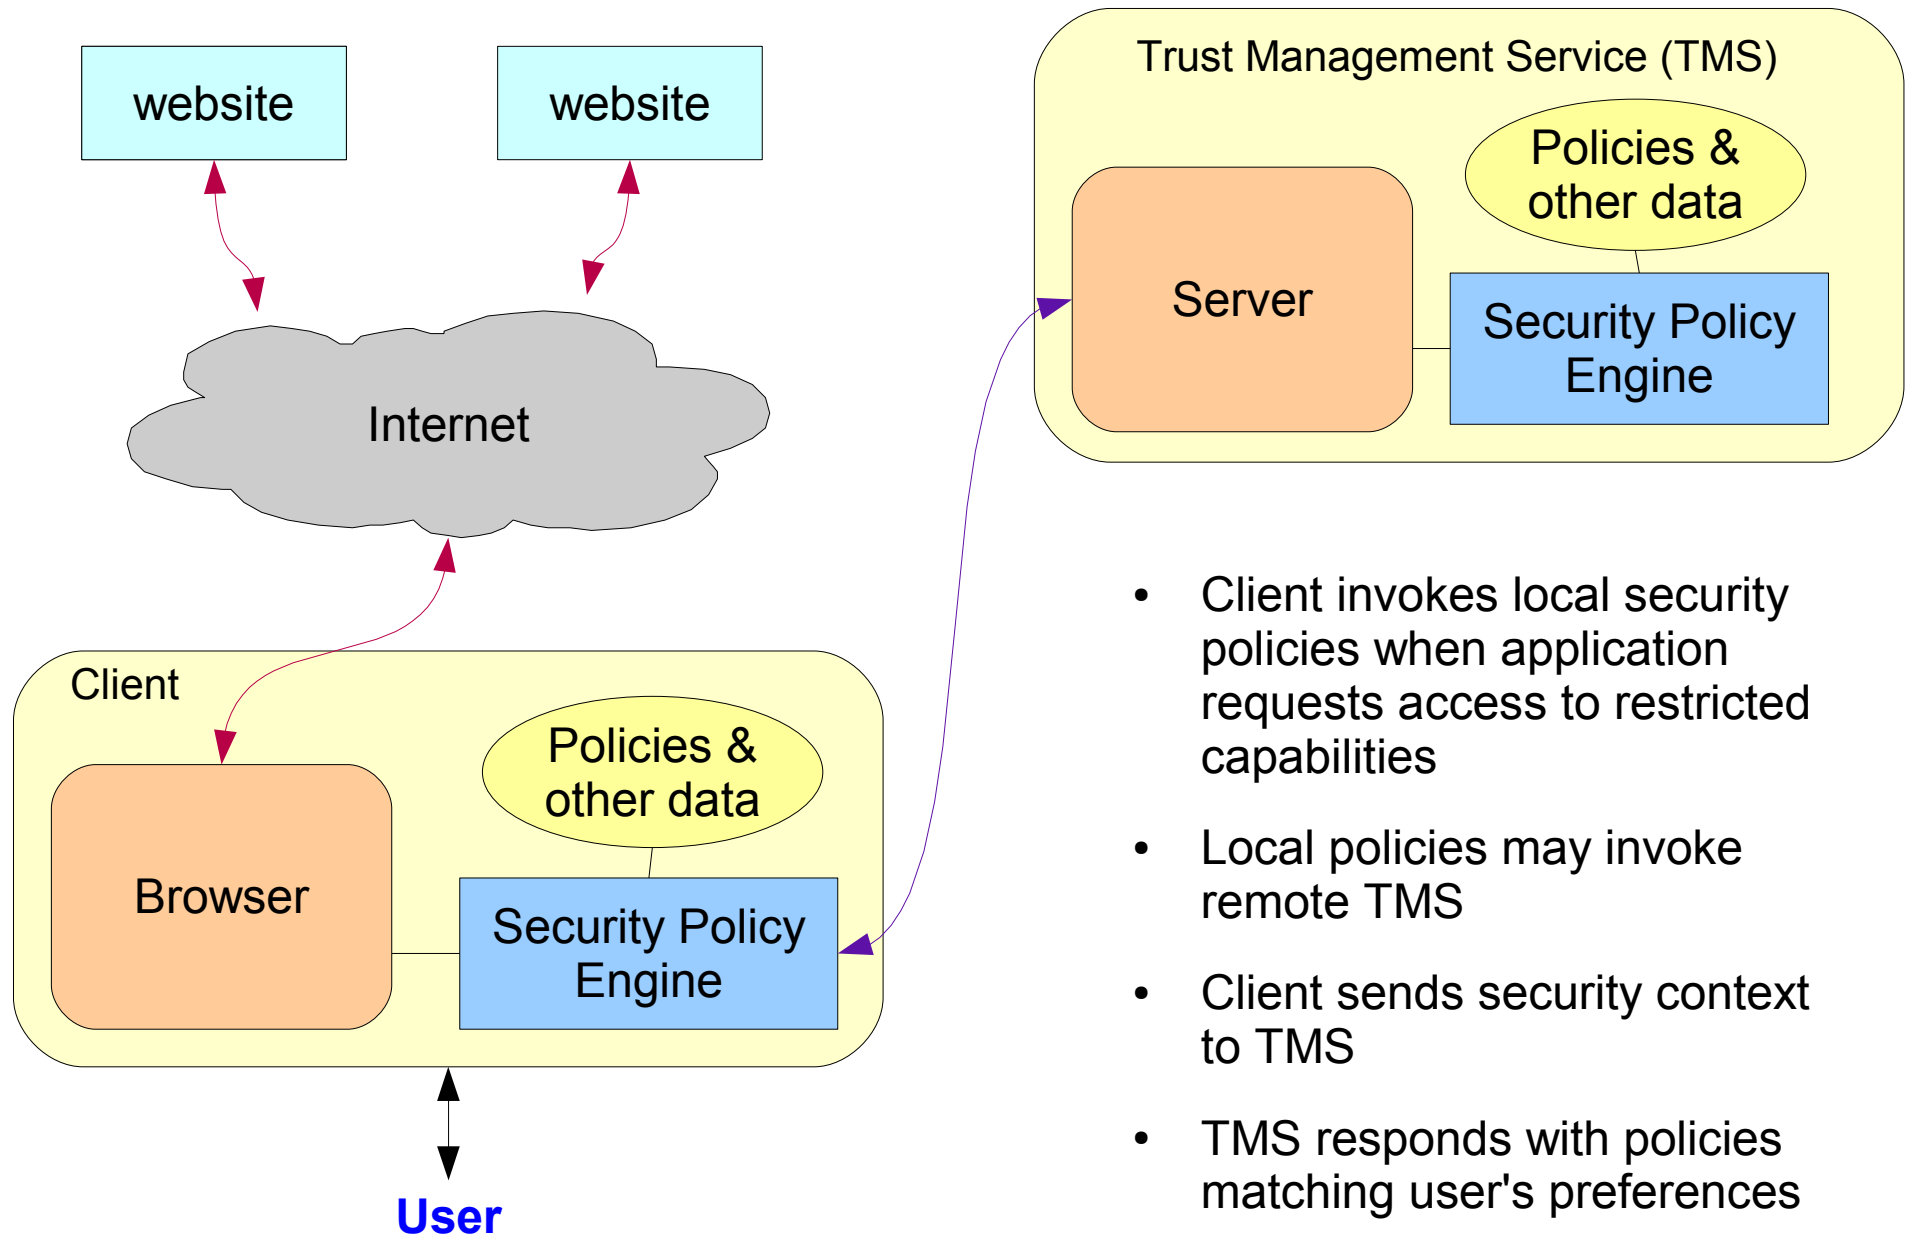 website
website
Internet
Client
Browser
Policies &
other data
Security Policy
Engine
User
Trust Management Service (TMS)
Server
Policies &
other data
Security Policy
Engine
• Client invokes local security
policies when application
requests access to restricted
capabilities
• Local policies may invoke
remote TMS
• Client sends security context
to TMS
• TMS responds with policies
matching user's preferences